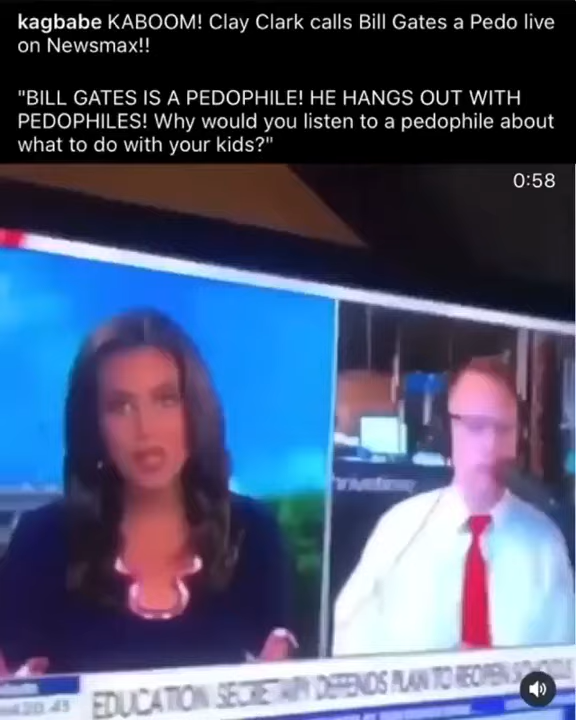 kagbabe KABOOM! Clay Clark calls Bill Gates a Pedo live
on Newsmax!!
"BILL GATES IS A PEDOPHILE! HE HANGS OUT WITH
PEDOPHILES! Why would you listen to a pedophile about
what to do with your kids?"
0:58
EDUCATION SECRETARY DEFENDS PLAN TO REOPEN SCHOOLS